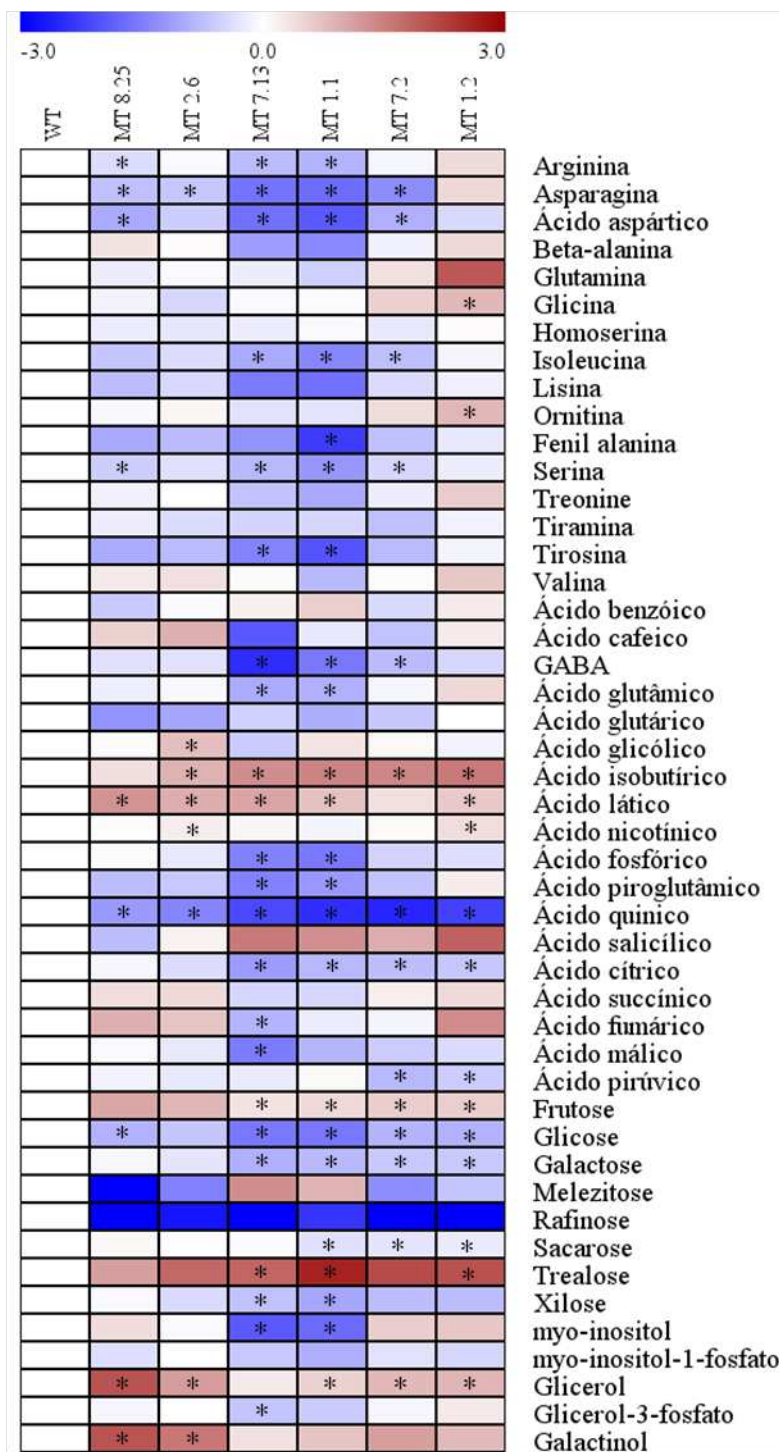 -3.0 0.0 3.0
WT MT 8.25 MT 2.6 MT 7.13 MT 1.1 MT 7.2 MT 1.2
* * * Arginina
* * * * * Asparagina
* * * * Ácido aspártico
Beta-alanina
Glutamina
* Glicina
Homoserina
* * * Isoleucina
Lisina
* Ornitina
* Fenil alanina
* * * * Serina
Treonine
Tiramina
* * Tirosina
Valina
Ácido benzóico
Ácido cafeico
* * * GABA
* * Ácido glutâmico
Ácido glutárico
* Ácido glicólico
* * * * * Ácido isobutírico
* * * * * Ácido lático
* * Ácido nicotínico
* * Ácido fosfórico
* * Ácido piroglutâmico
* * * * * * Ácido quinico
Ácido salicílico
* * * * Ácido cítrico
Ácido succínico
* Ácido fumárico
* Ácido málico
* * Ácido pirúvico
* * * * Frutose
* * * * * Glicose
* * * * Galactose
Melezitose
Rafinose
* * * Sacarose
* * * Trealose
* * Xilose
* * myo-inositol
myo-inositol-1-fosfato
* * * * * Glicerol
* Glicerol-3-fosfato
* * Galactinol